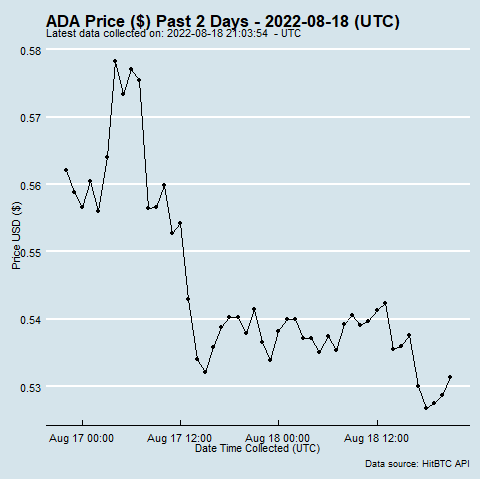 ADA Price ($) Past 2 Days - 2022-08-18 (UTC)
Latest data collected on: 2022-08-18 21:03:54 - UTC
0.58
0.57
0.56
0.55
0.54
0.53
Price USD ($)
Aug 17 00:00 Aug 17 12:00 Aug 18 00:00 Aug 18 12:00
Date Time Collected (UTC)
Data source: HitBTC API